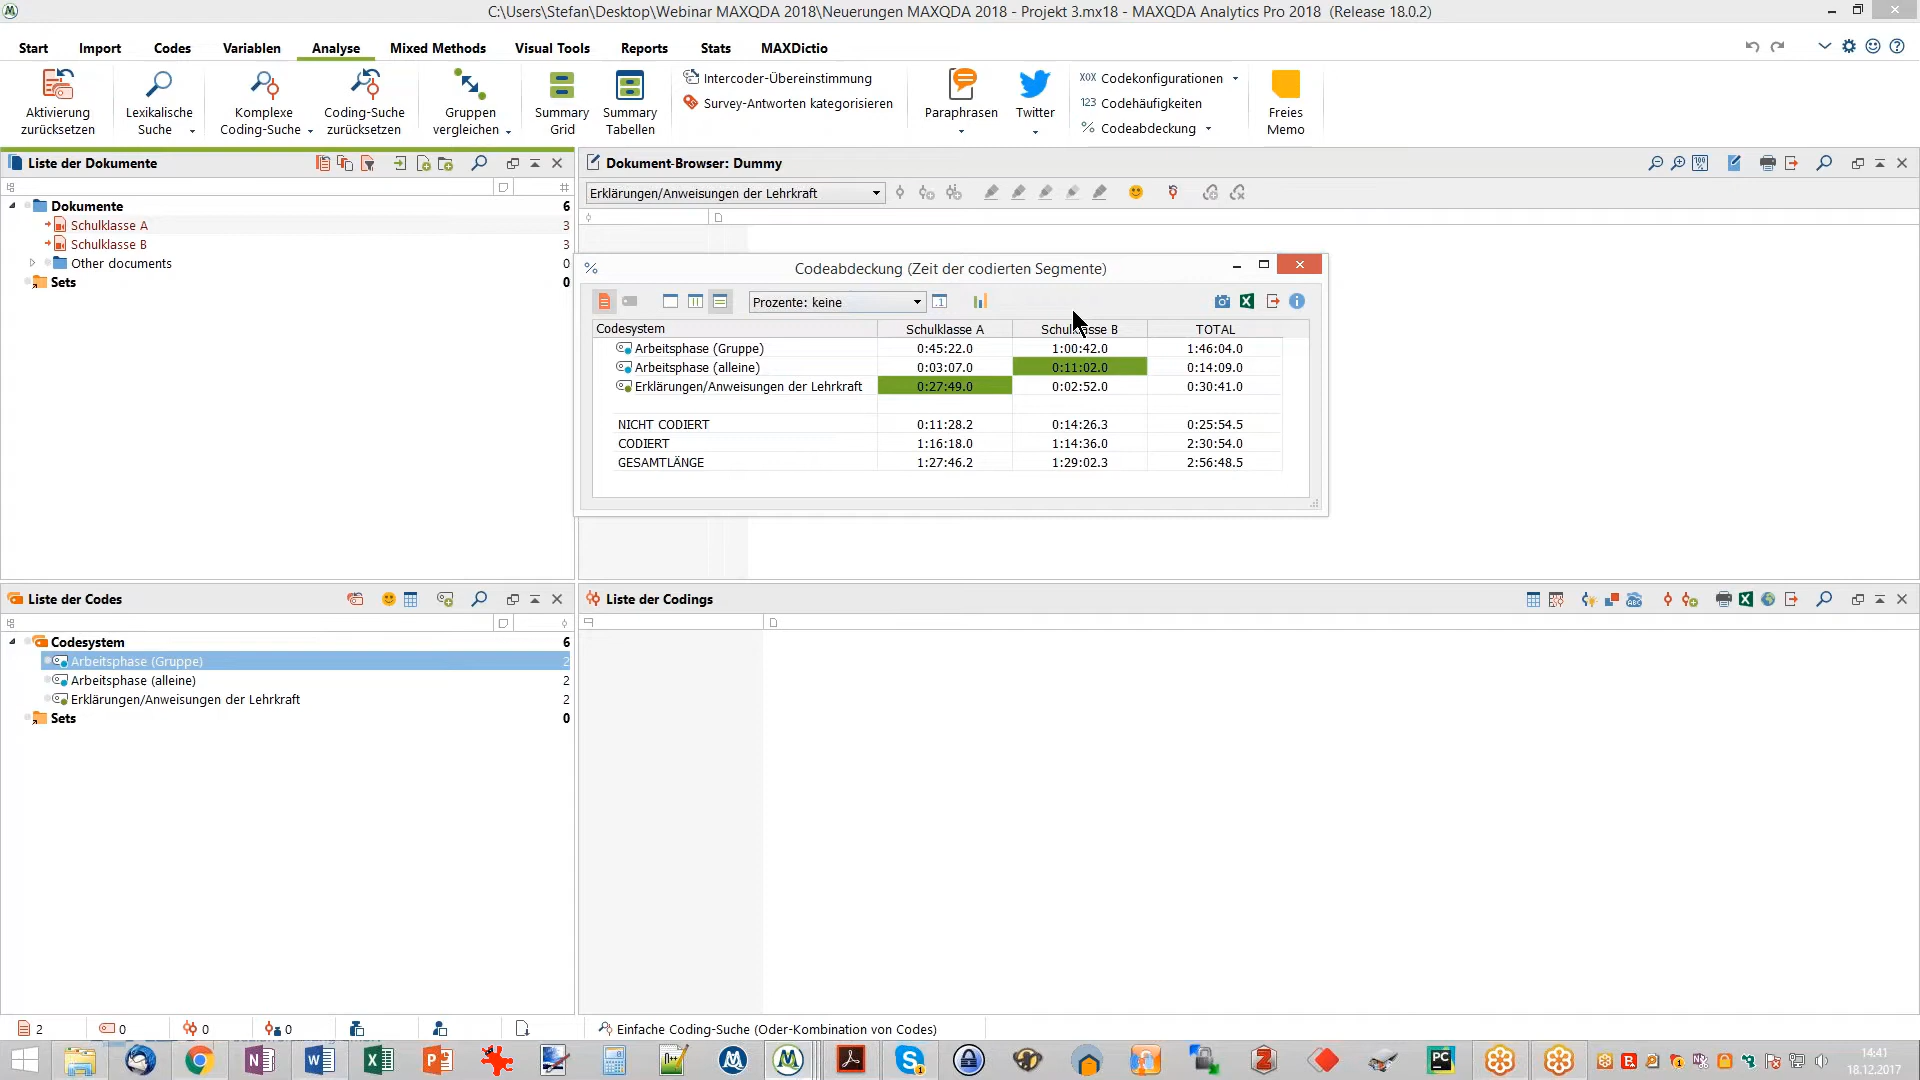 C:\Users\Stefan\Desktop\Webinar MAXQDA 2018\Neuerungen MAXQDA 2018 - Projekt 3.mx18 - MAXQDA Analytics Pro 2018 (Release 18.0.2)
Start Import Codes Variablen Analyse Mixed Methods Visual Tools Reports Stats MAXDictio
Aktivierung zurücksetzen
Lexikalische Suche
Komplexe Coding-Suche
Coding-Suche zurücksetzen
Gruppen vergleichen
Summary Grid
Summary Tabellen
Intercoder-Übereinstimmung
Survey-Antworten kategorisieren
Paraphrasen
Twitter
Codekonfigurationen
123 Codehäufigkeiten
% Codeabdeckung
Freies Memo
Liste der Dokumente
Dokumente 6
Schulklasse A 3
Schulklasse B 3
Other documents 0
Sets 0
Dokument-Browser: Dummy
Erklärungen/Anweisungen der Lehrkraft
% Codeabdeckung (Zeit der codierten Segmente)
Prozente: keine
Codesystem Schulklasse A Schulklasse B TOTAL
Arbeitsphase (Gruppe) 0:45:22.0 1:00:42.0 1:46:04.0
Arbeitsphase (alleine) 0:03:07.0 0:11:02.0 0:14:09.0
Erklärungen/Anweisungen der Lehrkraft 0:27:49.0 0:02:52.0 0:30:41.0
NICHT CODIERT 0:11:28.2 0:14:26.3 0:25:54.5
CODIERT 1:16:18.0 1:14:36.0 2:30:54.0
GESAMTLÄNGE 1:27:46.2 1:29:02.3 2:56:48.5
Liste der Codes
Codesystem 6
Arbeitsphase (Gruppe) 2
Arbeitsphase (alleine) 2
Erklärungen/Anweisungen der Lehrkraft 2
Sets 0
Liste der Codings
2 0 0 0 Einfache Coding-Suche (Oder-Kombination von Codes)
14:41
18.12.2017